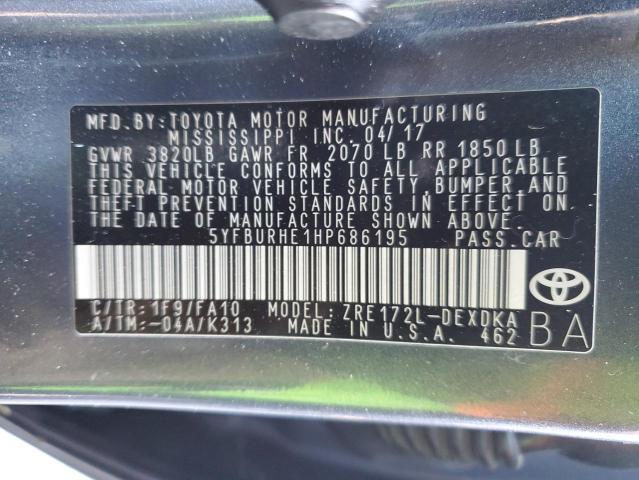 MFD.BY:TOYOTA MOTOR MANUFACTURING
MISSISSIPPI INC. 04/17
GVWR 3820LB GAWR FR 2070 LB RR 1850 LB
THIS VEHICLE CONFORMS TO ALL APPLICABLE
FEDERAL MOTOR VEHICLE SAFETY, BUMPER, AND
THEFT PREVENTION STANDARDS IN EFFECT ON
THE DATE OF MANUFACTURE SHOWN ABOVE.
5YFBURHE1HP686195 PASS.CAR
C/TR:1F9/FA10 MODEL: ZRE172L-DEXDKA
A/TM:-04A/K313 MADE IN U.S.A. 462 BA